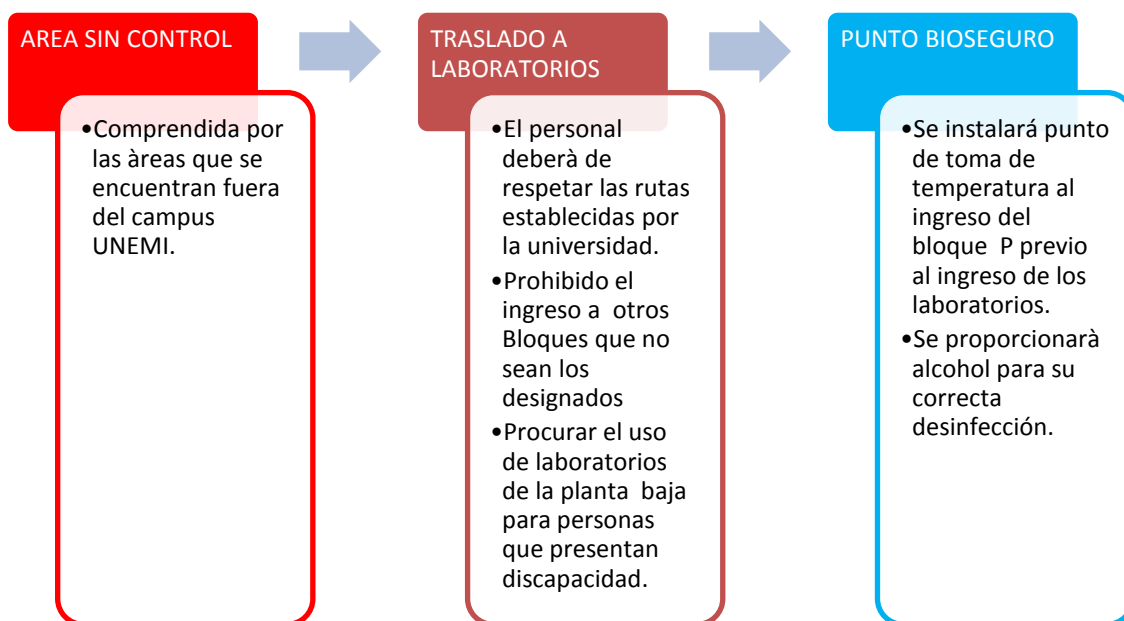 AREA SIN CONTROL
•Comprendida por
las àreas que se
encuentran fuera
del campus
UNEMI.
TRASLADO A
LABORATORIOS
•El personal
deberà de
respetar las rutas
establecidas por
la universidad.
•Prohibido el
ingreso a  otros
Bloques que no
sean los
designados
•Procurar el uso
de laboratorios
de la planta  baja
para personas
que presentan
discapacidad.
PUNTO BIOSEGURO
•Se instalará punto
de toma de
temperatura al
ingreso del
bloque  P previo
al ingreso de los
laboratorios.
•Se proporcionarà
alcohol para su
correcta
desinfección.